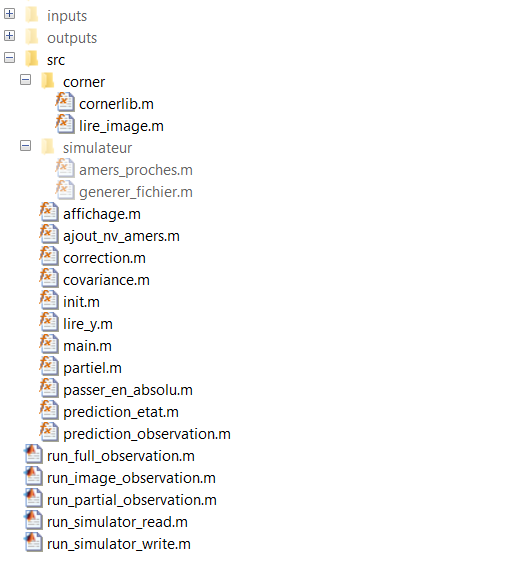 inputs
outputs
src
corner
cornerlib.m
lire_image.m
simulateur
amers_proches.m
generer_fichier.m
affichage.m
ajout_nv_amers.m
correction.m
covariance.m
init.m
lire_y.m
main.m
partiel.m
passer_en_absolu.m
prediction_etat.m
prediction_observation.m
run_full_observation.m
run_image_observation.m
run_partial_observation.m
run_simulator_read.m
run_simulator_write.m